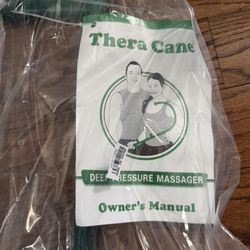 Thera Cane
DEEP PRESSURE MASSAGER
Owner's Manual